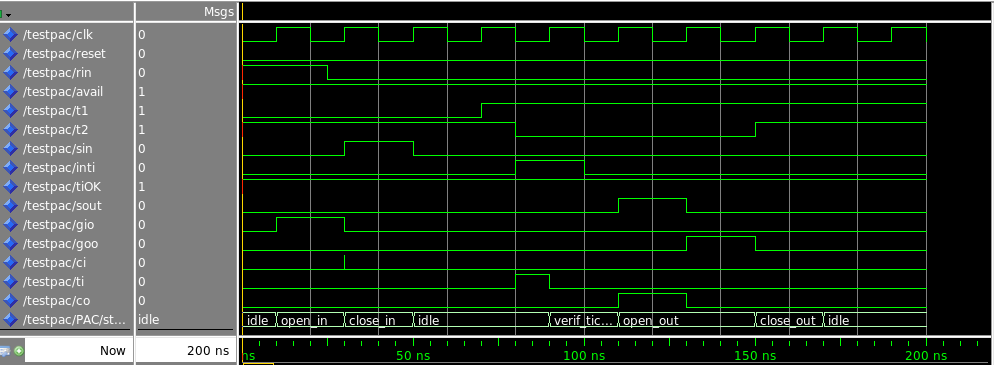 Msgs
/testpac/clk 0
/testpac/reset 0
/testpac/rin 0
/testpac/avail 1
/testpac/t1 1
/testpac/t2 1
/testpac/sin 0
/testpac/inti 0
/testpac/tiOK 1
/testpac/sout 0
/testpac/gio 0
/testpac/goo 0
/testpac/ci 0
/testpac/ti 0
/testpac/co 0
/testpac/PAC/st... idle idle open_in close_in idle verif_tic... open_out close_out idle
Now 200 ns ns 50 ns 100 ns 150 ns 200 ns